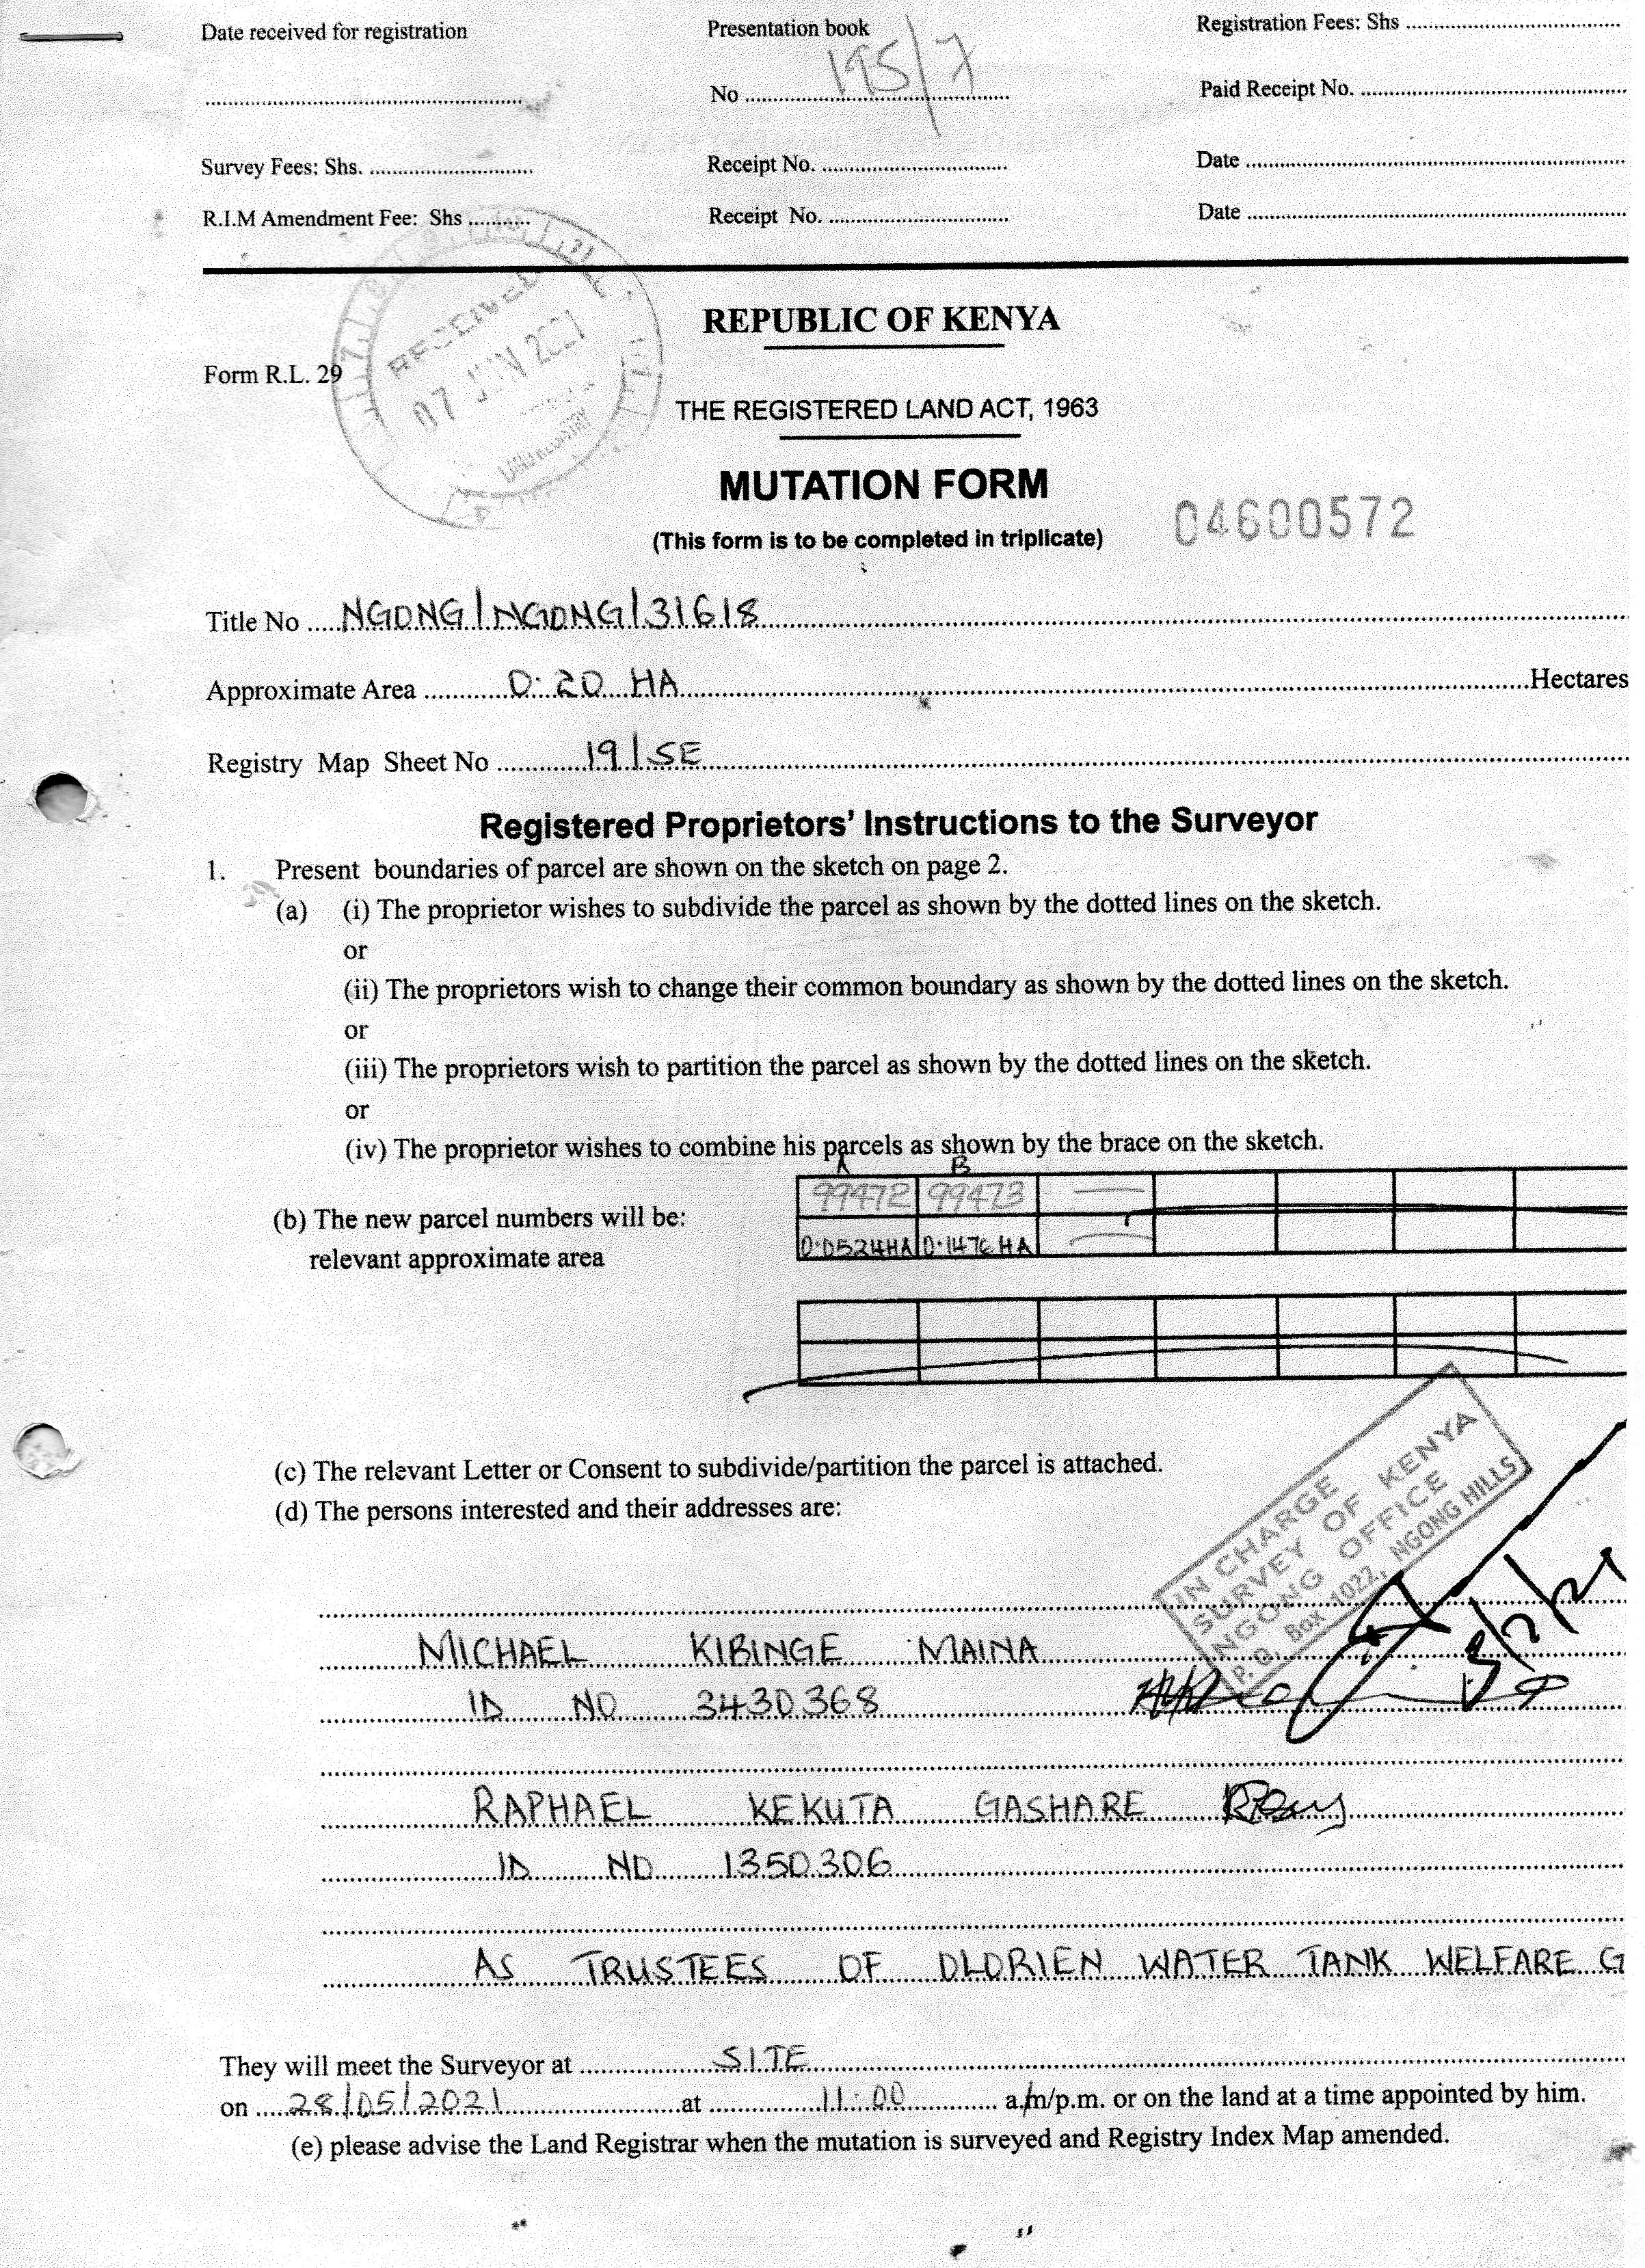 Date received for registration Presentation book Registration Fees: Shs
No 195/7 Paid Receipt No.
Survey Fees: Shs. Receipt No. Date
R.I.M Amendment Fee: Shs Receipt No. Date
RECEIVED
07 JUN 2021
REPUBLIC OF KENYA
Form R.L. 29
THE REGISTERED LAND ACT, 1963
MUTATION FORM
04600572
(This form is to be completed in triplicate)
Title No NGONG/NGONG/31618
Approximate Area 0.20 HA Hectares
Registry Map Sheet No 19/SE
Registered Proprietors' Instructions to the Surveyor
1. Present boundaries of parcel are shown on the sketch on page 2.
(a) (i) The proprietor wishes to subdivide the parcel as shown by the dotted lines on the sketch.
or
(ii) The proprietors wish to change their common boundary as shown by the dotted lines on the sketch.
or
(iii) The proprietors wish to partition the parcel as shown by the dotted lines on the sketch.
or
(iv) The proprietor wishes to combine his parcels as shown by the brace on the sketch.
A B
99472 99473
(b) The new parcel numbers will be:
0.0524HA 0.1476HA
relevant approximate area
(c) The relevant Letter or Consent to subdivide/partition the parcel is attached.
(d) The persons interested and their addresses are:
IN CHARGE
SURVEY OF KENYA
NGONG OFFICE
P. O. Box 1022, NGONG HILLS
MICHAEL KIBINGE MAINA
ID NO 3430368
RAPHAEL KEKUTA GASHARE
ID NO 1350306
AS TRUSTEES OF OLORIEN WATER TANK WELFARE G
They will meet the Surveyor at SITE
on 28/05/2021 at 11:00 a.m/p.m. or on the land at a time appointed by him.
(e) please advise the Land Registrar when the mutation is surveyed and Registry Index Map amended.